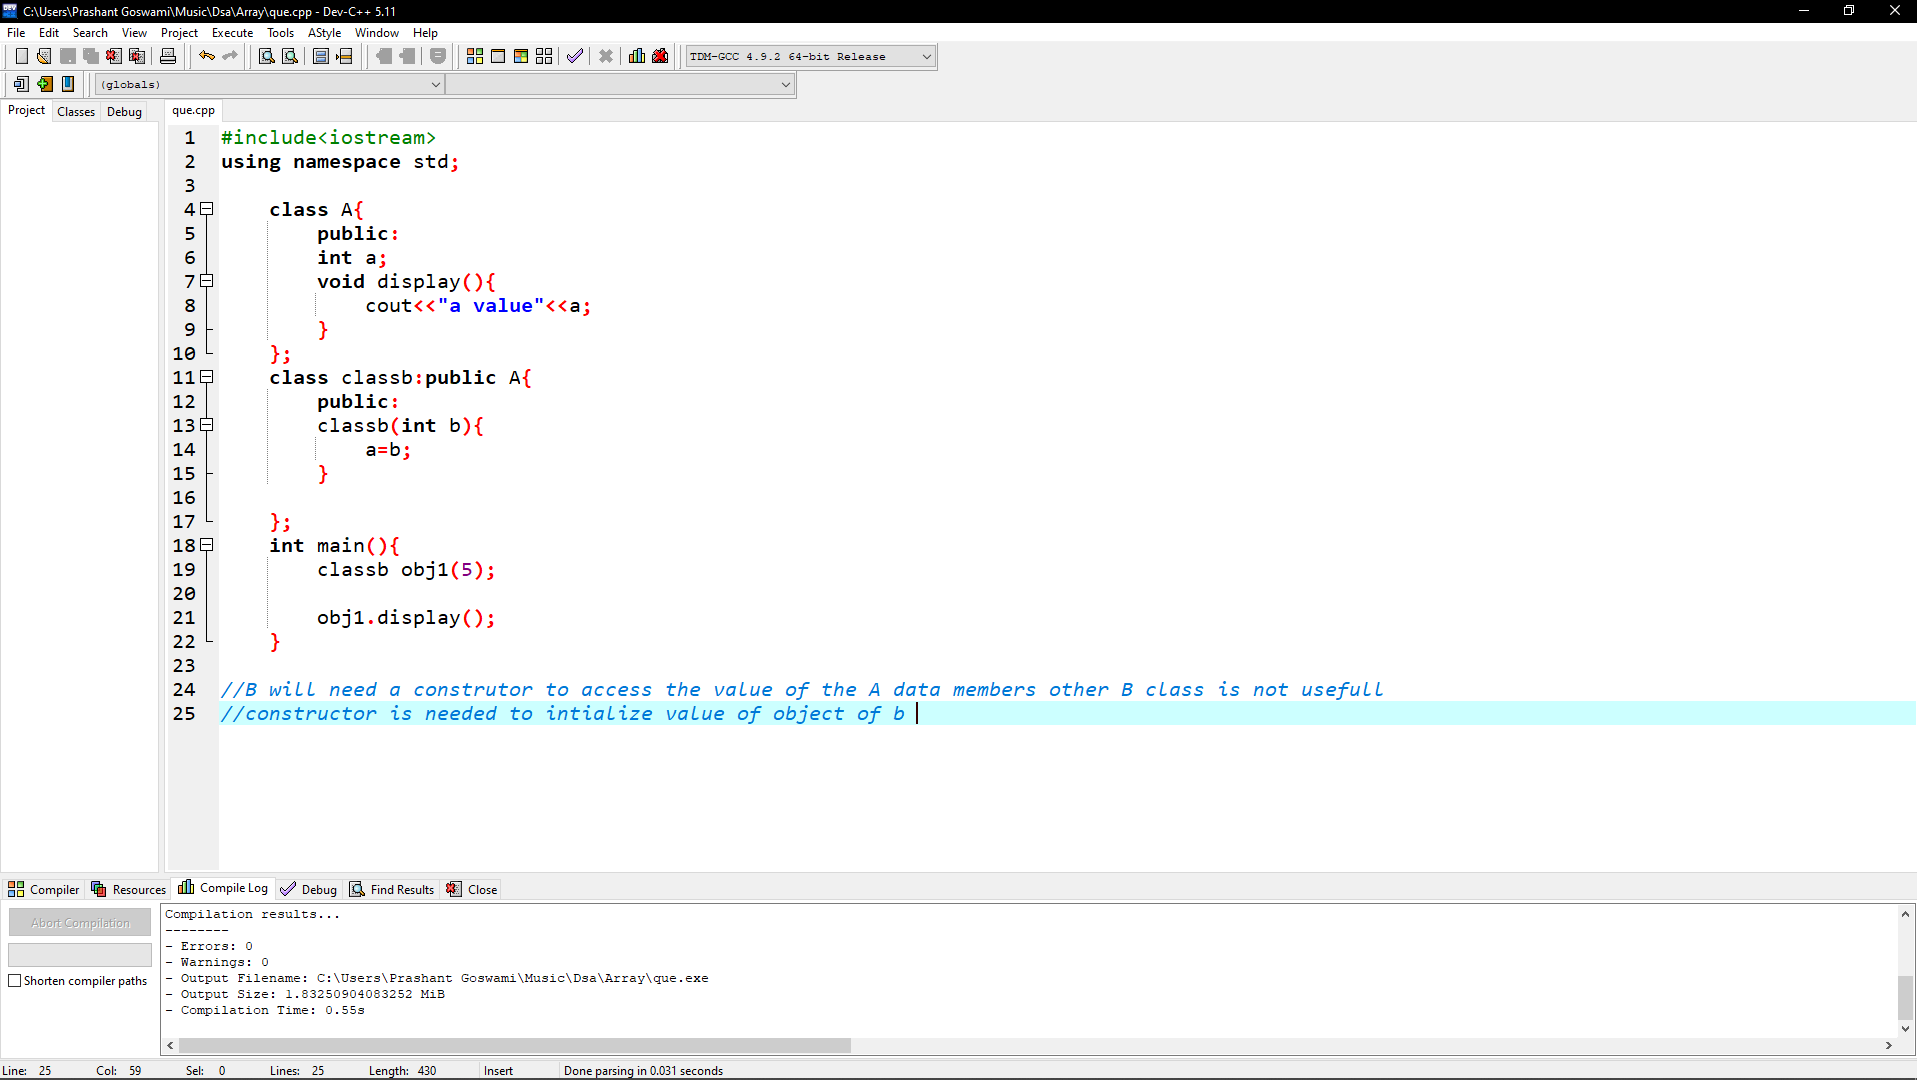 C:\Users\Prashant Goswami\Music\Dsa\Array\que.cpp - Dev-C++ 5.11
File Edit Search View Project Execute Tools AStyle Window Help
TDM-GCC 4.9.2 64-bit Release
(globals)
Project Classes Debug que.cpp
1 #include<iostream>
2 using namespace std;
3
4 class A{
5 public:
6 int a;
7 void display(){
8 cout<<"a value"<<a;
9 }
10 };
11 class classb:public A{
12 public:
13 classb(int b){
14 a=b;
15 }
16
17 };
18 int main(){
19 classb obj1(5);
20
21 obj1.display();
22 }
23
24 //B will need a construtor to access the value of the A data members other B class is not usefull
25 //constructor is needed to intialize value of object of b
Compiler Resources Compile Log Debug Find Results Close
Abort Compilation
Shorten compiler paths
Compilation results...
--------
- Errors: 0
- Warnings: 0
- Output Filename: C:\Users\Prashant Goswami\Music\Dsa\Array\que.exe
- Output Size: 1.83250904083252 MiB
- Compilation Time: 0.55s
Line: 25 Col: 59 Sel: 0 Lines: 25 Length: 430 Insert Done parsing in 0.031 seconds